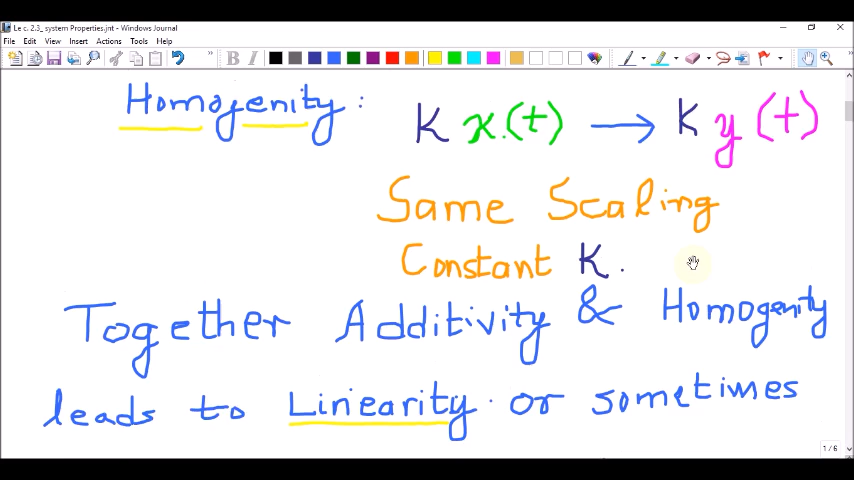 Le c. 2.3_ system Properties.jnt - Windows Journal
File Edit View Insert Actions Tools Help
B I
Homogenity : K x.(t) → K y(t)
Same Scaling
Constant K.
Together Additivity & Homogenity
leads to Linearity. or sometimes
1 / 6